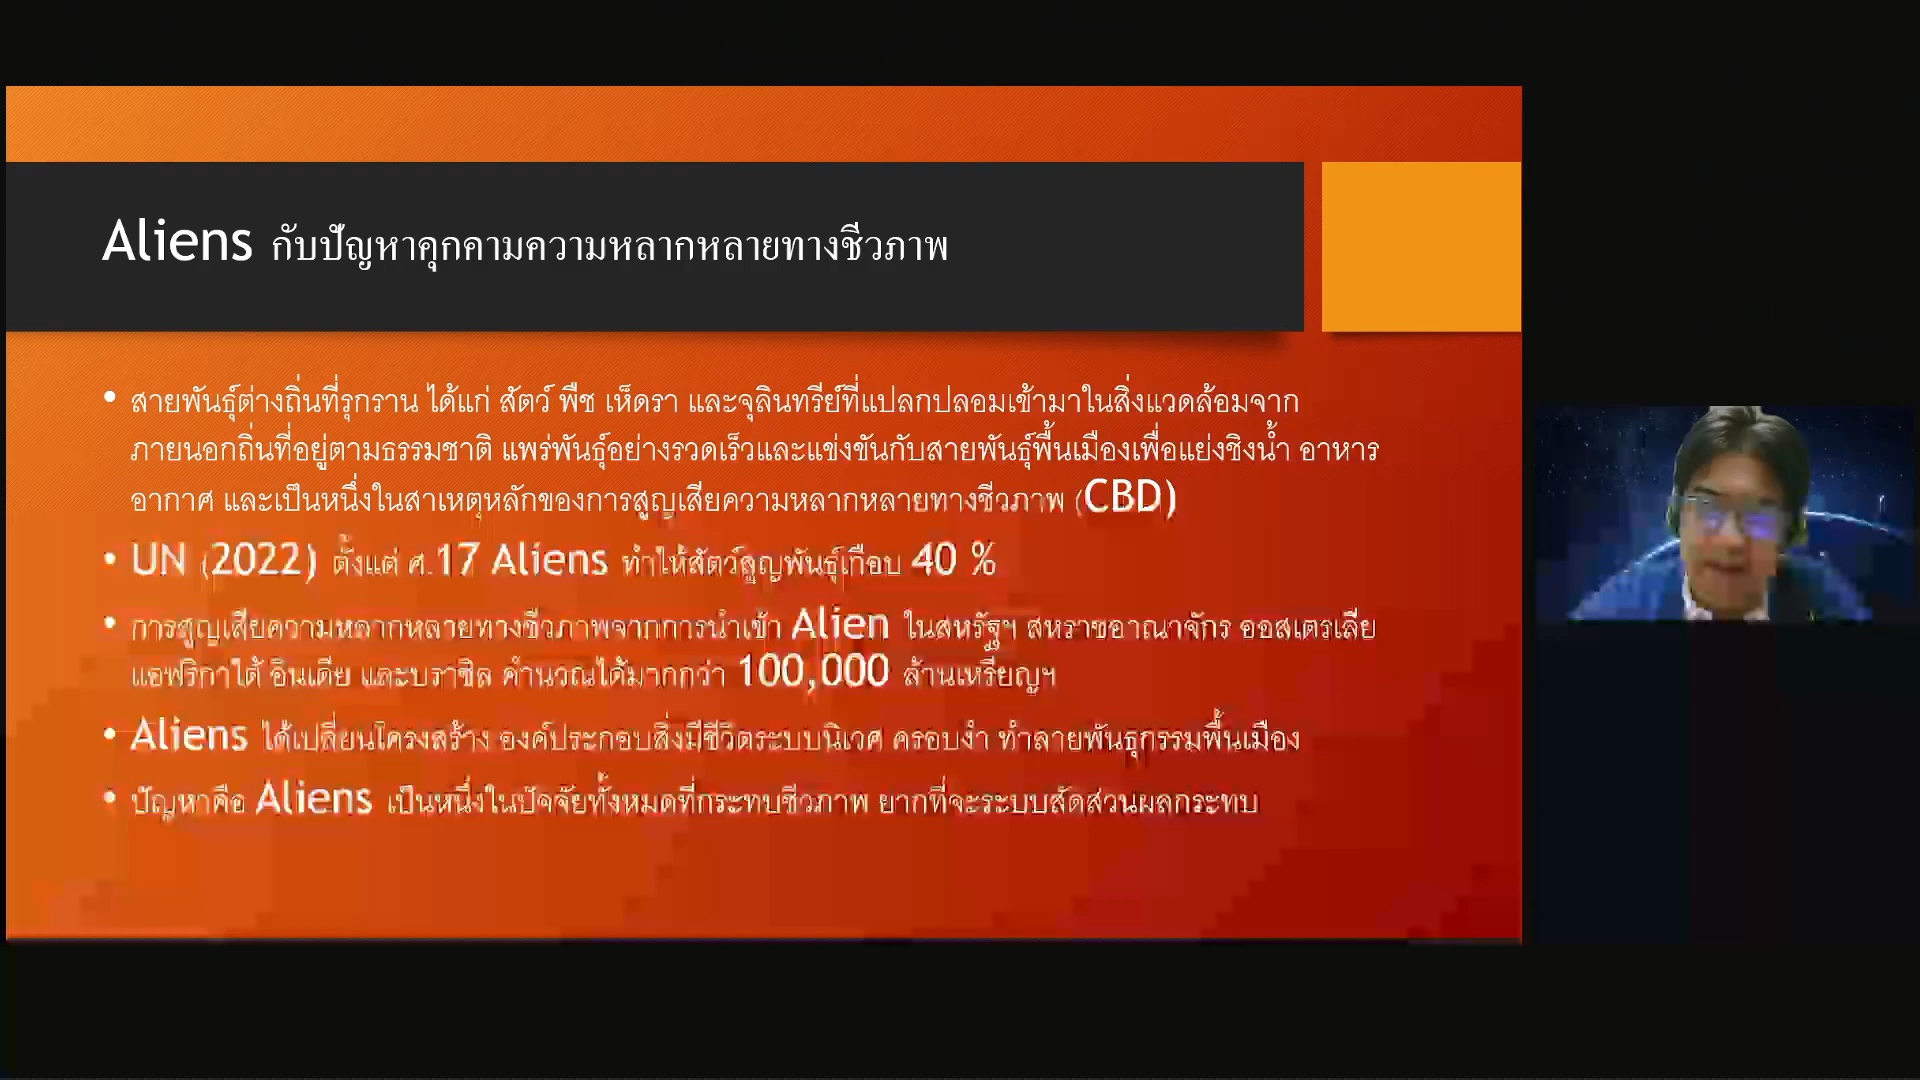 Aliens กับปัญหาคุกคามความหลากหลายทางชีวภาพ
• สายพันธุ์ต่างถิ่นที่รุกราน ได้แก่ สัตว์ พืช เห็ดรา และจุลินทรีย์ที่แปลกปลอมเข้ามาในสิ่งแวดล้อมจาก
ภายนอกถิ่นที่อยู่ตามธรรมชาติ แพร่พันธุ์อย่างรวดเร็วและแข่งขันกับสายพันธุ์พื้นเมืองเพื่อแย่งชิงน้ำ อาหาร
อากาศ และเป็นหนึ่งในสาเหตุหลักของการสูญเสียความหลากหลายทางชีวภาพ (CBD)
• UN (2022) ตั้งแต่ ศ.17 Aliens ทำให้สัตว์สูญพันธุ์เกือบ 40 %
• การสูญเสียความหลากหลายทางชีวภาพจากการนำเข้า Alien ในสหรัฐฯ สหราชอาณาจักร ออสเตรเลีย
แอฟริกาใต้ อินเดีย และบราซิล คำนวณได้มากกว่า 100,000 ล้านเหรียญฯ
• Aliens ได้เปลี่ยนโครงสร้าง องค์ประกอบสิ่งมีชีวิตระบบนิเวศ ครอบงำ ทำลายพันธุกรรมพื้นเมือง
• ปัญหาคือ Aliens เป็นหนึ่งในปัจจัยทั้งหมดที่กระทบชีวภาพ ยากที่จะระบบสัดส่วนผลกระทบ